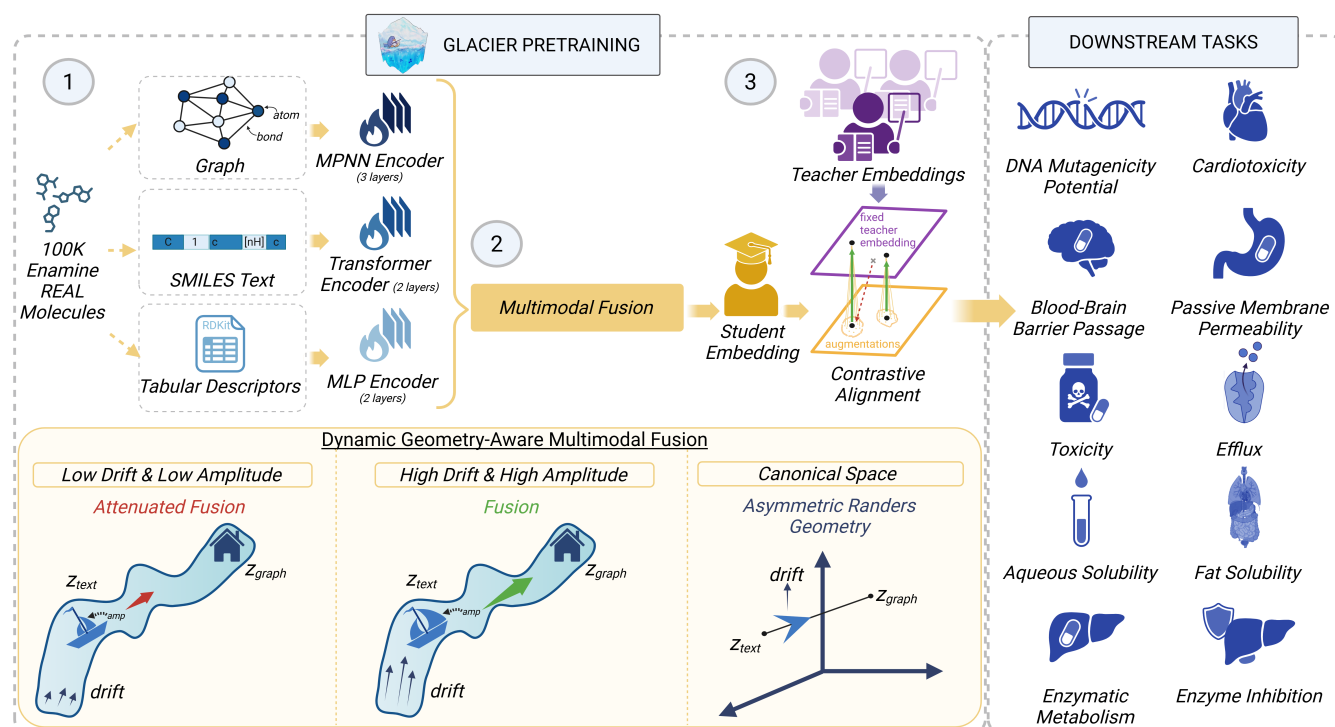 GLACIER PRETRAINING
DOWNSTREAM TASKS
1
100K
Enamine
REAL
Molecules
atom
bond
Graph
C 1 c [nH] c
SMILES Text
RDKit
Tabular Descriptors
MPNN Encoder
(3 layers)
Transformer
Encoder (2 layers)
MLP Encoder
(2 layers)
2
Multimodal Fusion
Student
Embedding
3
Teacher Embeddings
fixed
teacher
embedding
augmentations
Contrastive
Alignment
DNA Mutagenicity
Potential
Cardiotoxicity
Blood-Brain
Barrier Passage
Passive Membrane
Permeability
Toxicity
Efflux
Aqueous Solubility
Fat Solubility
Enzymatic
Metabolism
Enzyme Inhibition
Dynamic Geometry-Aware Multimodal Fusion
Low Drift & Low Amplitude
Attenuated Fusion
z_text
amp
z_graph
drift
High Drift & High Amplitude
Fusion
z_text
amp
z_graph
drift
Canonical Space
Asymmetric Randers
Geometry
drift
z_graph
z_text